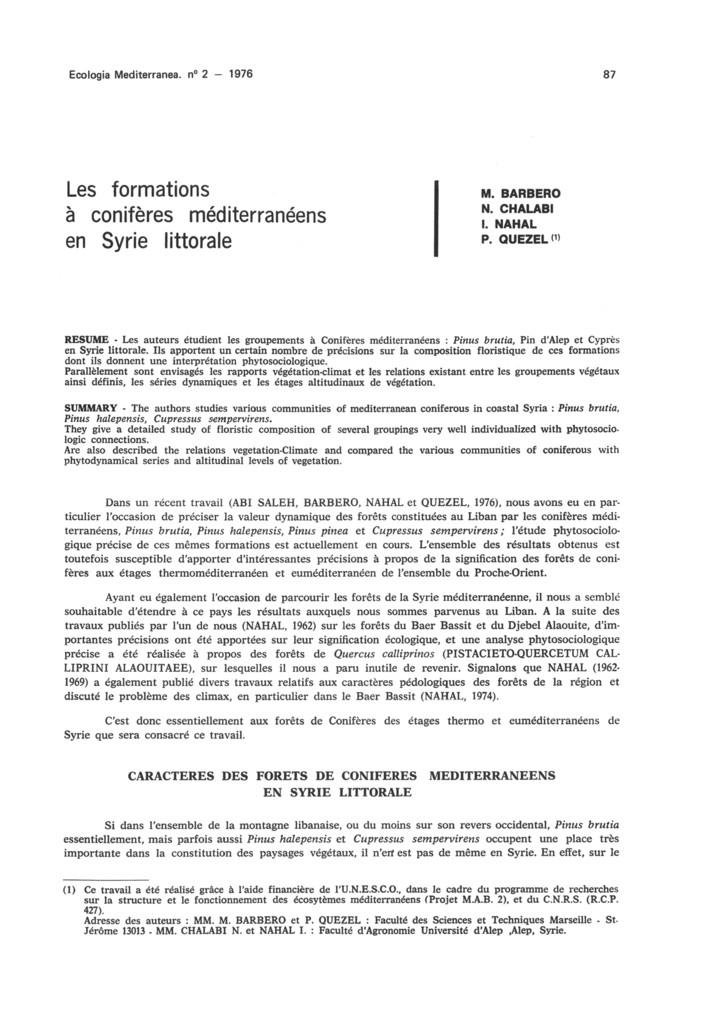 Ecologia Mediterranea. n° 2 — 1976 87
Les formations
à conifères méditerranéens
en Syrie littorale
M. BARBERO
N. CHALABI
I. NAHAL
P. QUEZEL (1)
RESUME - Les auteurs étudient les groupements à Conifères méditerranéens : Pinus brutia, Pin d'Alep et Cyprès
en Syrie littorale. Ils apportent un certain nombre de précisions sur la composition floristique de ces formations
dont ils donnent une interprétation phytosociologique.
Parallèlement sont envisagés les rapports végétation-climat et les relations existant entre les groupements végétaux
ainsi définis, les séries dynamiques et les étages altitudinaux de végétation.
SUMMARY - The authors studies various communities of mediterranean coniferous in coastal Syria : Pinus brutia,
Pinus halepensis, Cupressus sempervirens.
They give a detailed study of floristic composition of several groupings very well individualized with phytosocio-
logic connections.
Are also described the relations vegetation-Climate and compared the various communities of coniferous with
phytodynamical series and altitudinal levels of vegetation.
Dans un récent travail (ABI SALEH, BARBERO, NAHAL et QUEZEL, 1976), nous avons eu en par-
ticulier l'occasion de préciser la valeur dynamique des forêts constituées au Liban par les conifères médi-
terranéens, Pinus brutia, Pinus halepensis, Pinus pinea et Cupressus sempervirens ; l'étude phytosociolo-
gique précise de ces mêmes formations est actuellement en cours. L'ensemble des résultats obtenus est
toutefois susceptible d'apporter d'intéressantes précisions à propos de la signification des forêts de coni-
fères aux étages thermoméditerranéen et euméditerranéen de l'ensemble du Proche-Orient.
Ayant eu également l'occasion de parcourir les forêts de la Syrie méditerranéenne, il nous a semblé
souhaitable d'étendre à ce pays les résultats auxquels nous sommes parvenus au Liban. A la suite des
travaux publiés par l'un de nous (NAHAL, 1962) sur les forêts du Baer Bassit et du Djebel Alaouite, d'im-
portantes précisions ont été apportées sur leur signification écologique, et une analyse phytosociologique
précise a été réalisée à propos des forêts de Quercus calliprinos (PISTACIETO-QUERCETUM CAL-
LIPRINI ALAOUITAEE), sur lesquelles il nous a paru inutile de revenir. Signalons que NAHAL (1962-
1969) a également publié divers travaux relatifs aux caractères pédologiques des forêts de la région et
discuté le problème des climax, en particulier dans le Baer Bassit (NAHAL, 1974).
C'est donc essentiellement aux forêts de Conifères des étages thermo et euméditerranéens de
Syrie que sera consacré ce travail.
CARACTERES DES FORETS DE CONIFERES MEDITERRANEENS
EN SYRIE LITTORALE
Si dans l'ensemble de la montagne libanaise, ou du moins sur son revers occidental, Pinus brutia
essentiellement, mais parfois aussi Pinus halepensis et Cupressus sempervirens occupent une place très
importante dans la constitution des paysages végétaux, il n'en est pas de même en Syrie. En effet, sur le
(1) Ce travail a été réalisé grâce à l'aide financière de l'U.N.E.S.C.O., dans le cadre du programme de recherches
sur la structure et le fonctionnement des écosytèmes méditerranéens (Projet M.A.B. 2), et du C.N.R.S. (R.C.P.
427).
Adresse des auteurs : MM. M. BARBERO et P. QUEZEL : Faculté des Sciences et Techniques Marseille - St-
Jérôme 13013 - MM. CHALABI N. et NAHAL I. : Faculté d'Agronomie Université d'Alep ,Alep, Syrie.